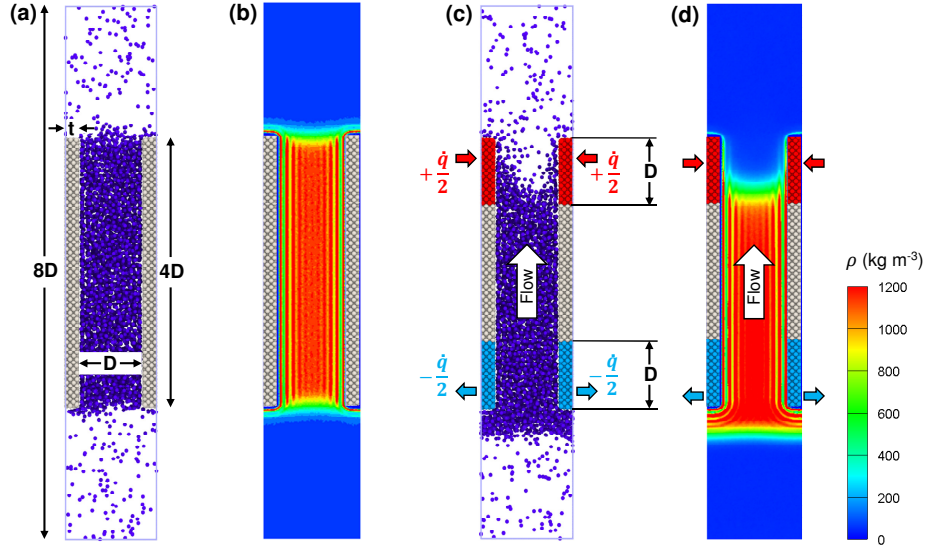 (a)
(b)
(c)
(d)
t
8D
4D
D
+ q̇/2
+ q̇/2
D
Flow
− q̇/2
− q̇/2
D
Flow
ρ (kg m⁻³)
1200
1000
800
600
400
200
0